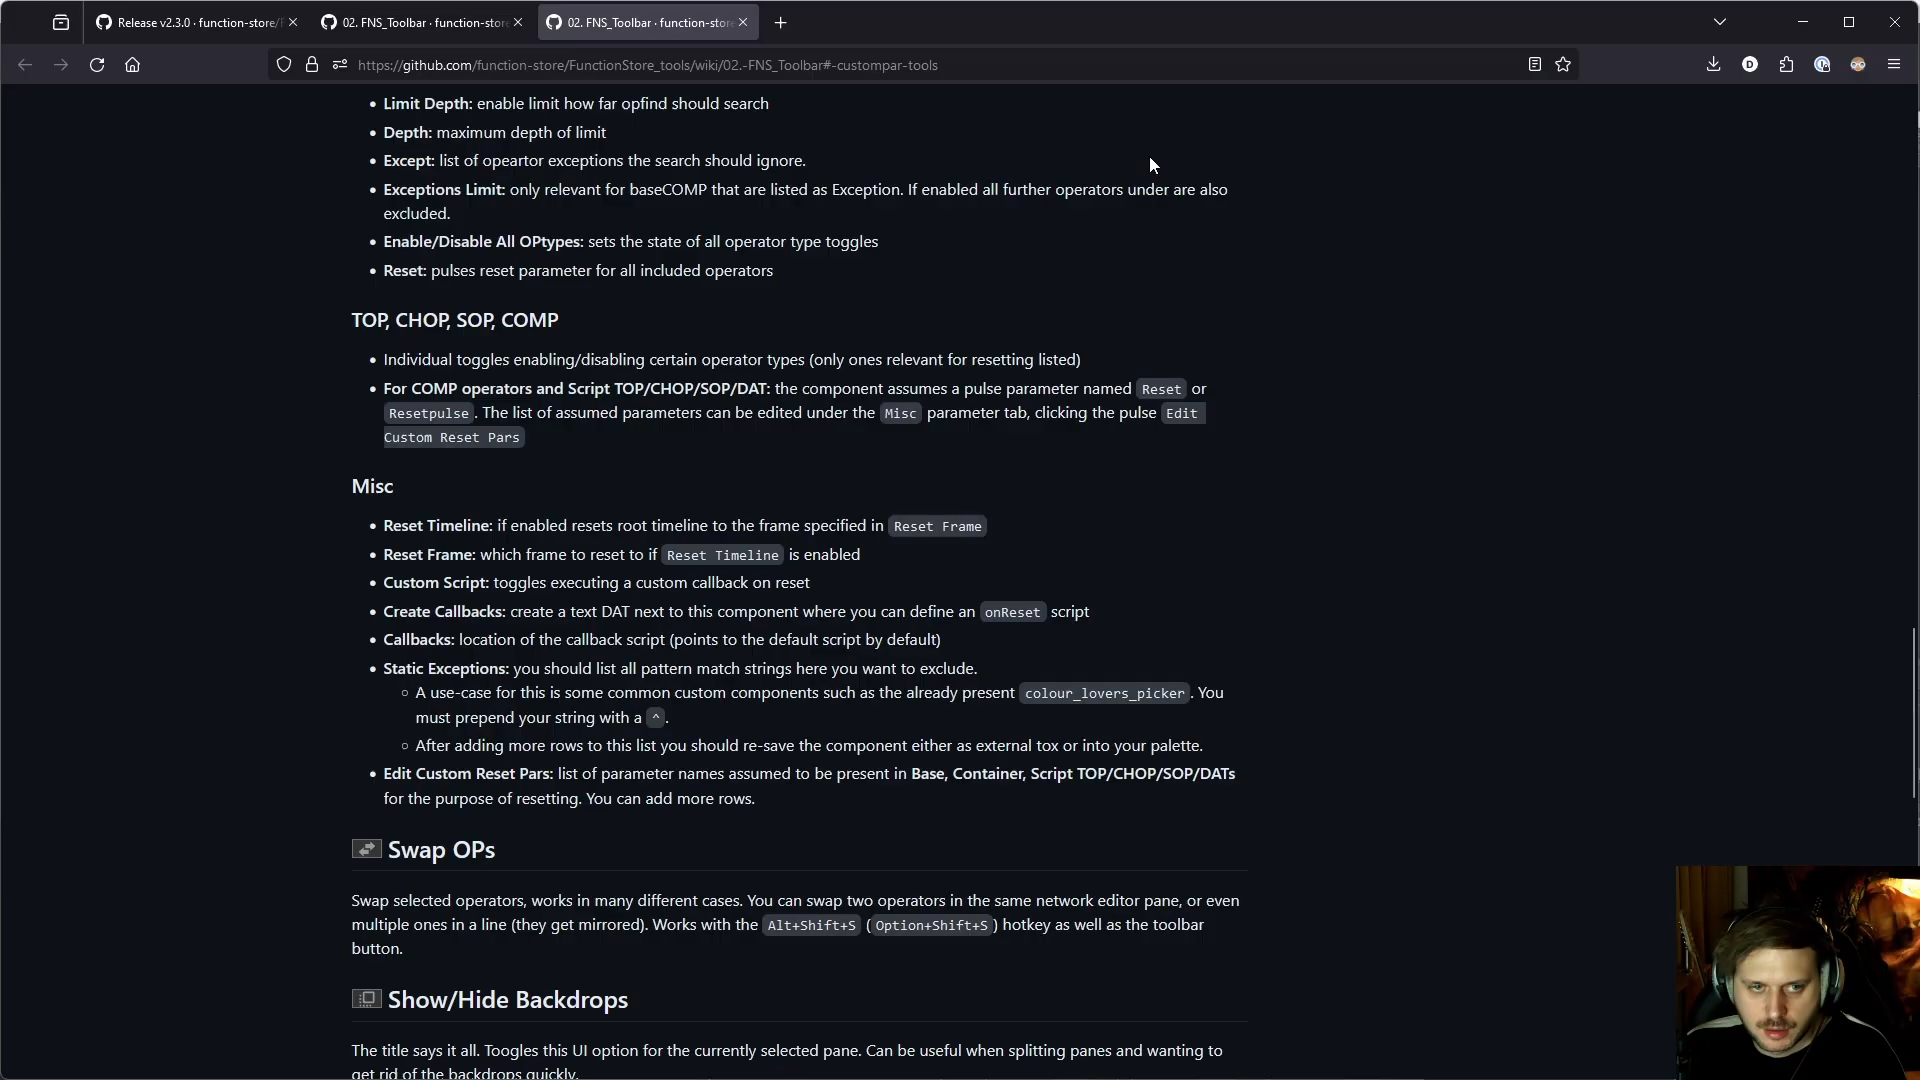 Release v2.3.0 · function-store/F
02. FNS_Toolbar · function-store
02. FNS_Toolbar · function-store
https://github.com/function-store/FunctionStore_tools/wiki/02.-FNS_Toolbar#-custompar-tools
Limit Depth: enable limit how far opfind should search
Depth: maximum depth of limit
Except: list of opeartor exceptions the search should ignore.
Exceptions Limit: only relevant for baseCOMP that are listed as Exception. If enabled all further operators under are also
excluded.
Enable/Disable All OPtypes: sets the state of all operator type toggles
Reset: pulses reset parameter for all included operators
TOP, CHOP, SOP, COMP
Individual toggles enabling/disabling certain operator types (only ones relevant for resetting listed)
For COMP operators and Script TOP/CHOP/SOP/DAT: the component assumes a pulse parameter named Reset or
Resetpulse. The list of assumed parameters can be edited under the Misc parameter tab, clicking the pulse Edit
Custom Reset Pars
Misc
Reset Timeline: if enabled resets root timeline to the frame specified in Reset Frame
Reset Frame: which frame to reset to if Reset Timeline is enabled
Custom Script: toggles executing a custom callback on reset
Create Callbacks: create a text DAT next to this component where you can define an onReset script
Callbacks: location of the callback script (points to the default script by default)
Static Exceptions: you should list all pattern match strings here you want to exclude.
A use-case for this is some common custom components such as the already present colour_lovers_picker. You
must prepend your string with a ^.
After adding more rows to this list you should re-save the component either as external tox or into your palette.
Edit Custom Reset Pars: list of parameter names assumed to be present in Base, Container, Script TOP/CHOP/SOP/DATs
for the purpose of resetting. You can add more rows.
Swap OPs
Swap selected operators, works in many different cases. You can swap two operators in the same network editor pane, or even
multiple ones in a line (they get mirrored). Works with the Alt+Shift+S (Option+Shift+S) hotkey as well as the toolbar
button.
Show/Hide Backdrops
The title says it all. Toogles this UI option for the currently selected pane. Can be useful when splitting panes and wanting to
get rid of the backdrops quickly.